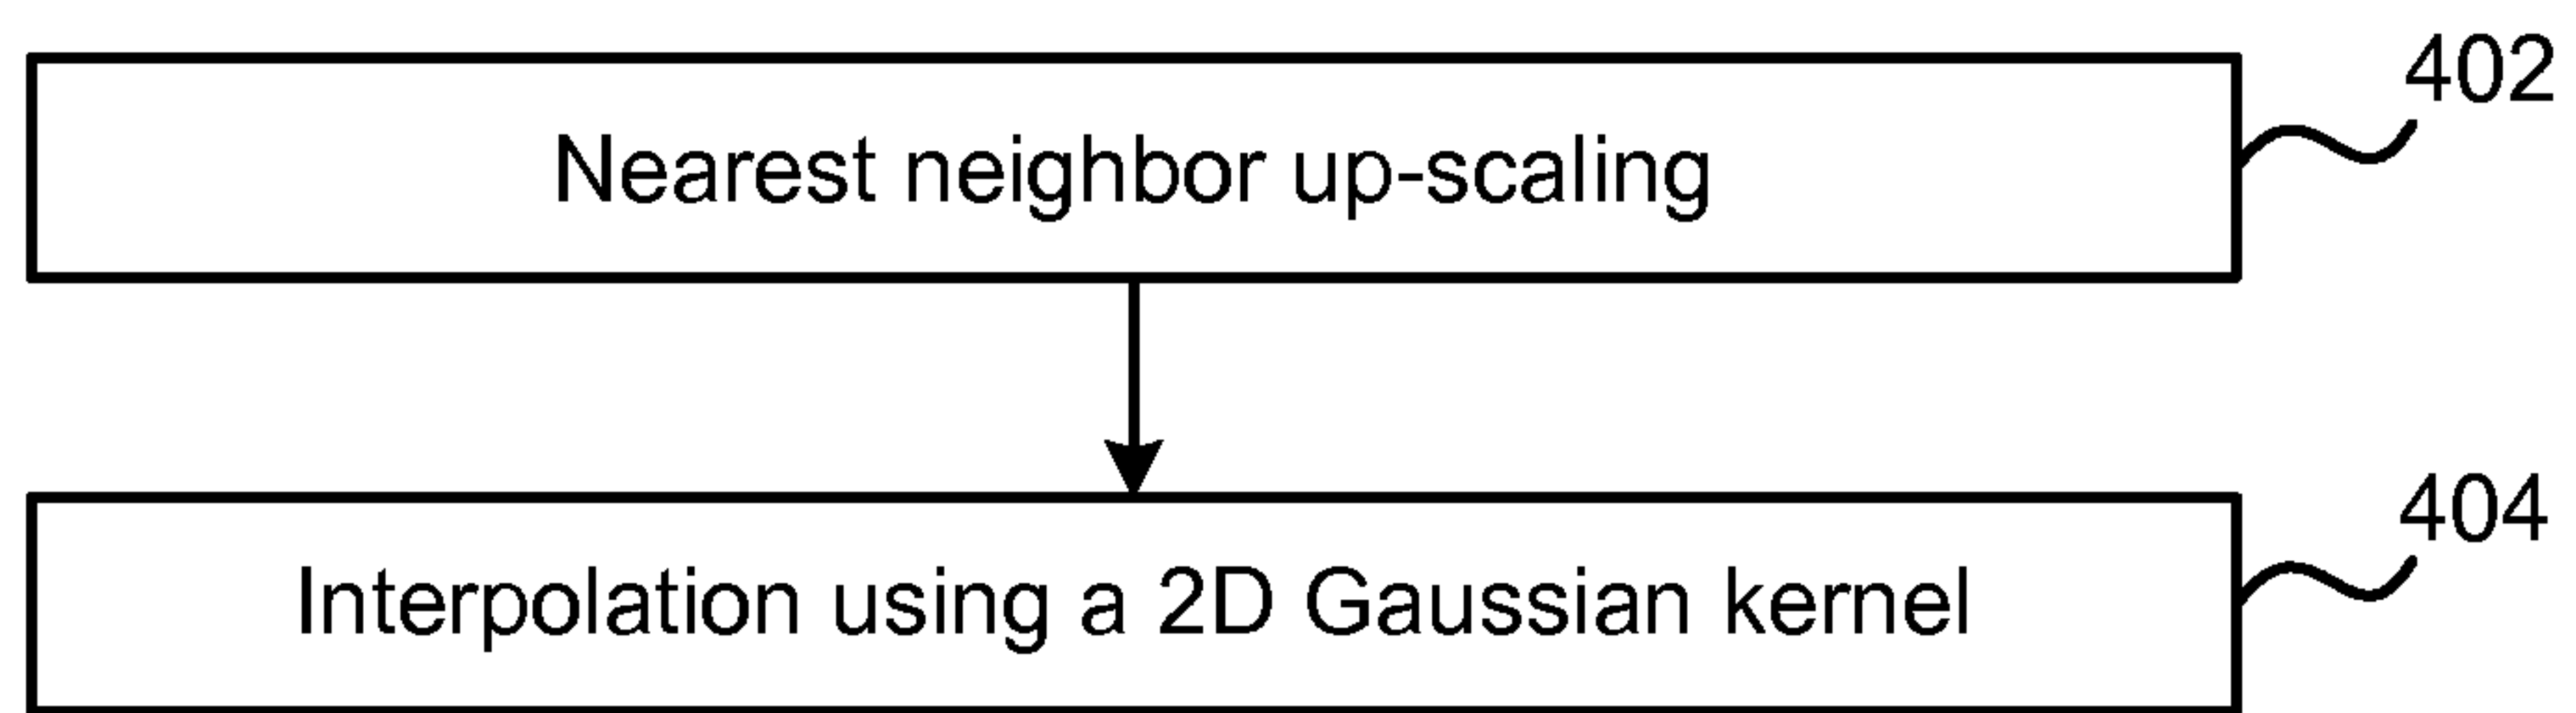 402
Nearest neighbor up-scaling
404
Interpolation using a 2D Gaussian kernel